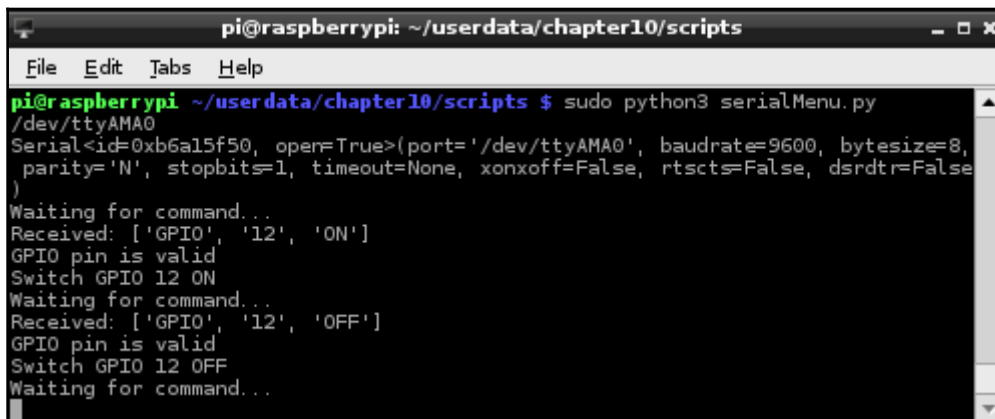 pi@raspberrypi: ~/userdata/chapter10/scripts
File Edit Tabs Help
pi@raspberrypi ~/userdata/chapter10/scripts $ sudo python3 serialMenu.py
/dev/ttyAMA0
Serial<id=0xb6a15f50, open=True>(port='/dev/ttyAMA0', baudrate=9600, bytesize=8,
 parity='N', stopbits=1, timeout=None, xonxoff=False, rtscts=False, dsrdtr=False
)
Waiting for command...
Received: ['GPIO', '12', 'ON']
GPIO pin is valid
Switch GPIO 12 ON
Waiting for command...
Received: ['GPIO', '12', 'OFF']
GPIO pin is valid
Switch GPIO 12 OFF
Waiting for command...